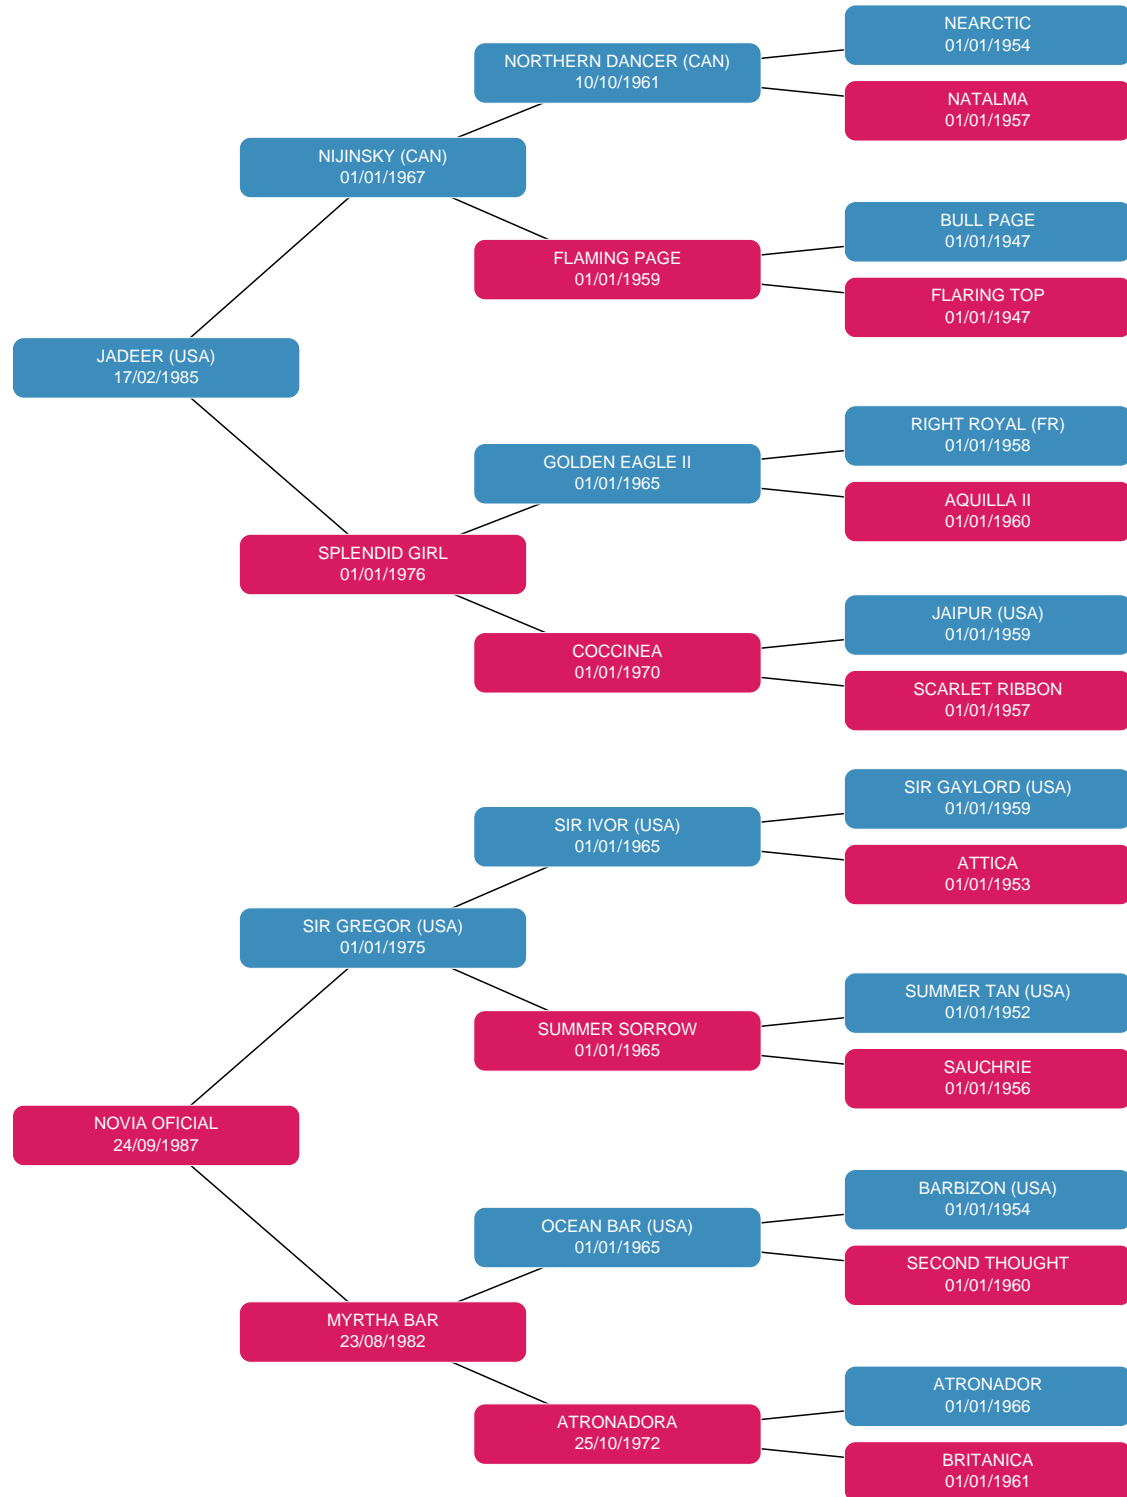 NEARCTIC
01/01/1954
NORTHERN DANCER (CAN)
10/10/1961
NATALMA
01/01/1957
NIJINSKY (CAN)
01/01/1967
BULL PAGE
01/01/1947
FLAMING PAGE
01/01/1959
FLARING TOP
01/01/1947
JADEER (USA)
17/02/1985
RIGHT ROYAL (FR)
01/01/1958
GOLDEN EAGLE II
01/01/1965
AQUILLA II
01/01/1960
SPLENDID GIRL
01/01/1976
JAIPUR (USA)
01/01/1959
COCCINEA
01/01/1970
SCARLET RIBBON
01/01/1957
SIR GAYLORD (USA)
01/01/1959
SIR IVOR (USA)
01/01/1965
ATTICA
01/01/1953
SIR GREGOR (USA)
01/01/1975
SUMMER TAN (USA)
01/01/1952
SUMMER SORROW
01/01/1965
SAUCHRIE
01/01/1956
NOVIA OFICIAL
24/09/1987
BARBIZON (USA)
01/01/1954
OCEAN BAR (USA)
01/01/1965
SECOND THOUGHT
01/01/1960
MYRTHA BAR
23/08/1982
ATRONADOR
01/01/1966
ATRONADORA
25/10/1972
BRITANICA
01/01/1961